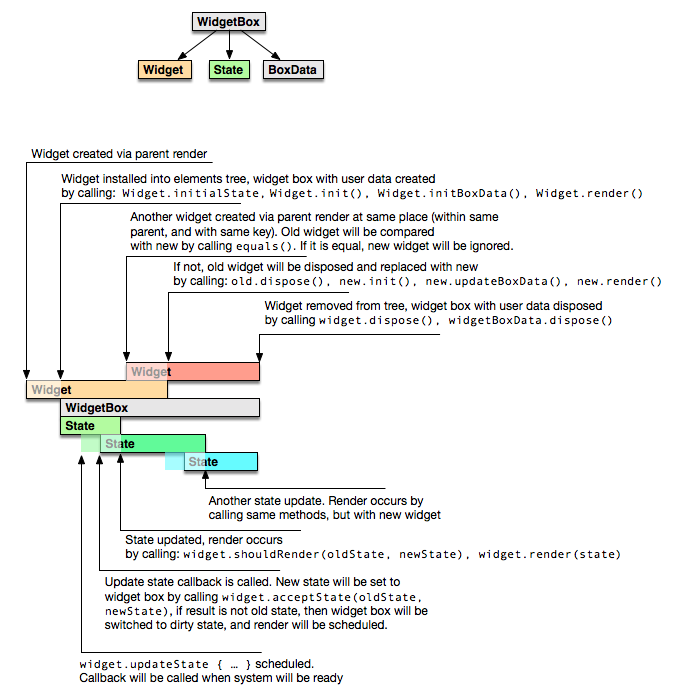 WidgetBox
Widget
State
BoxData
Widget created via parent render
Widget installed into elements tree, widget box with user data created
by calling: Widget.initialState, Widget.init(), Widget.initBoxData(), Widget.render()
Another widget created via parent render at same place (within same
parent, and with same key). Old widget will be compared
with new by calling equals(). If it is equal, new widget will be ignored.
If not, old widget will be disposed and replaced with new
by calling: old.dispose(), new.init(), new.updateBoxData(), new.render()
Widget removed from tree, widget box with user data disposed
by calling widget.dispose(), widgetBoxData.dispose()
Widget
Widget
WidgetBox
State
State
State
Another state update. Render occurs by
calling same methods, but with new widget
State updated, render occurs
by calling: widget.shouldRender(oldState, newState), widget.render(state)
Update state callback is called. New state will be set to
widget box by calling widget.acceptState(oldState,
newState), if result is not old state, then widget box will be
switched to dirty state, and render will be scheduled.
widget.updateState { … } scheduled.
Callback will be called when system will be ready